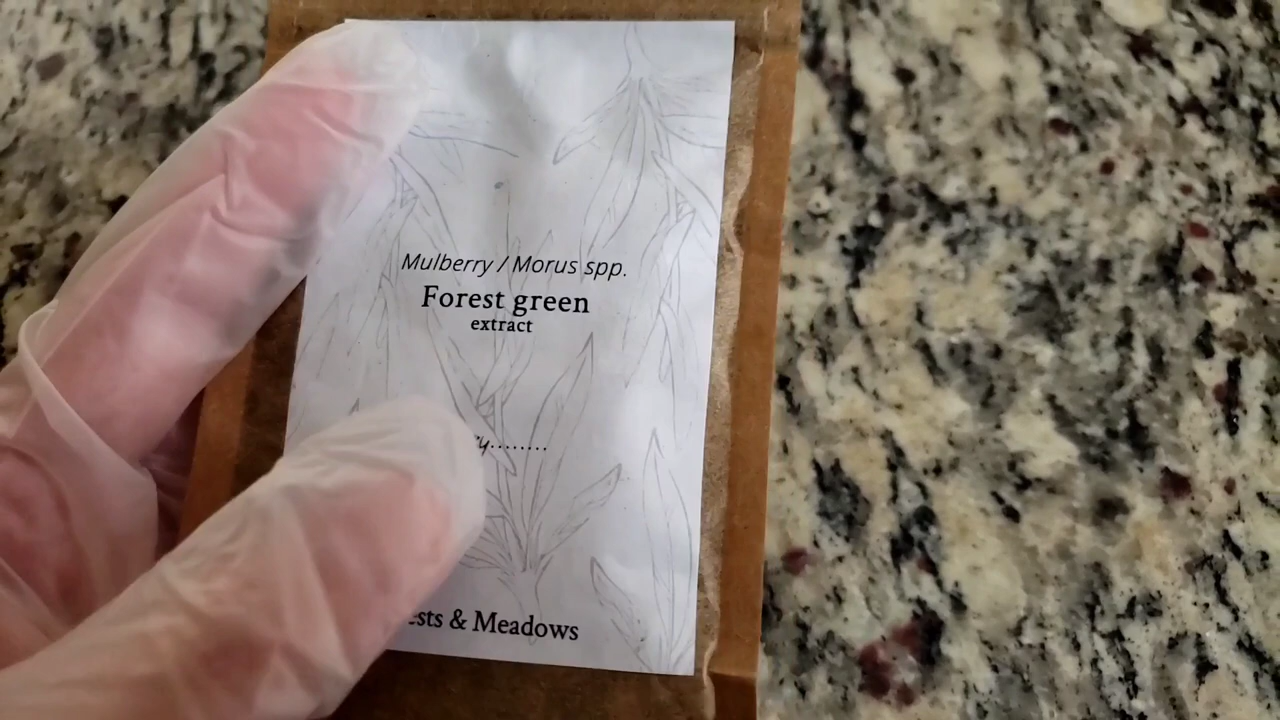 Mulberry / Morus spp.
Forest green
extract
y........
ests & Meadows